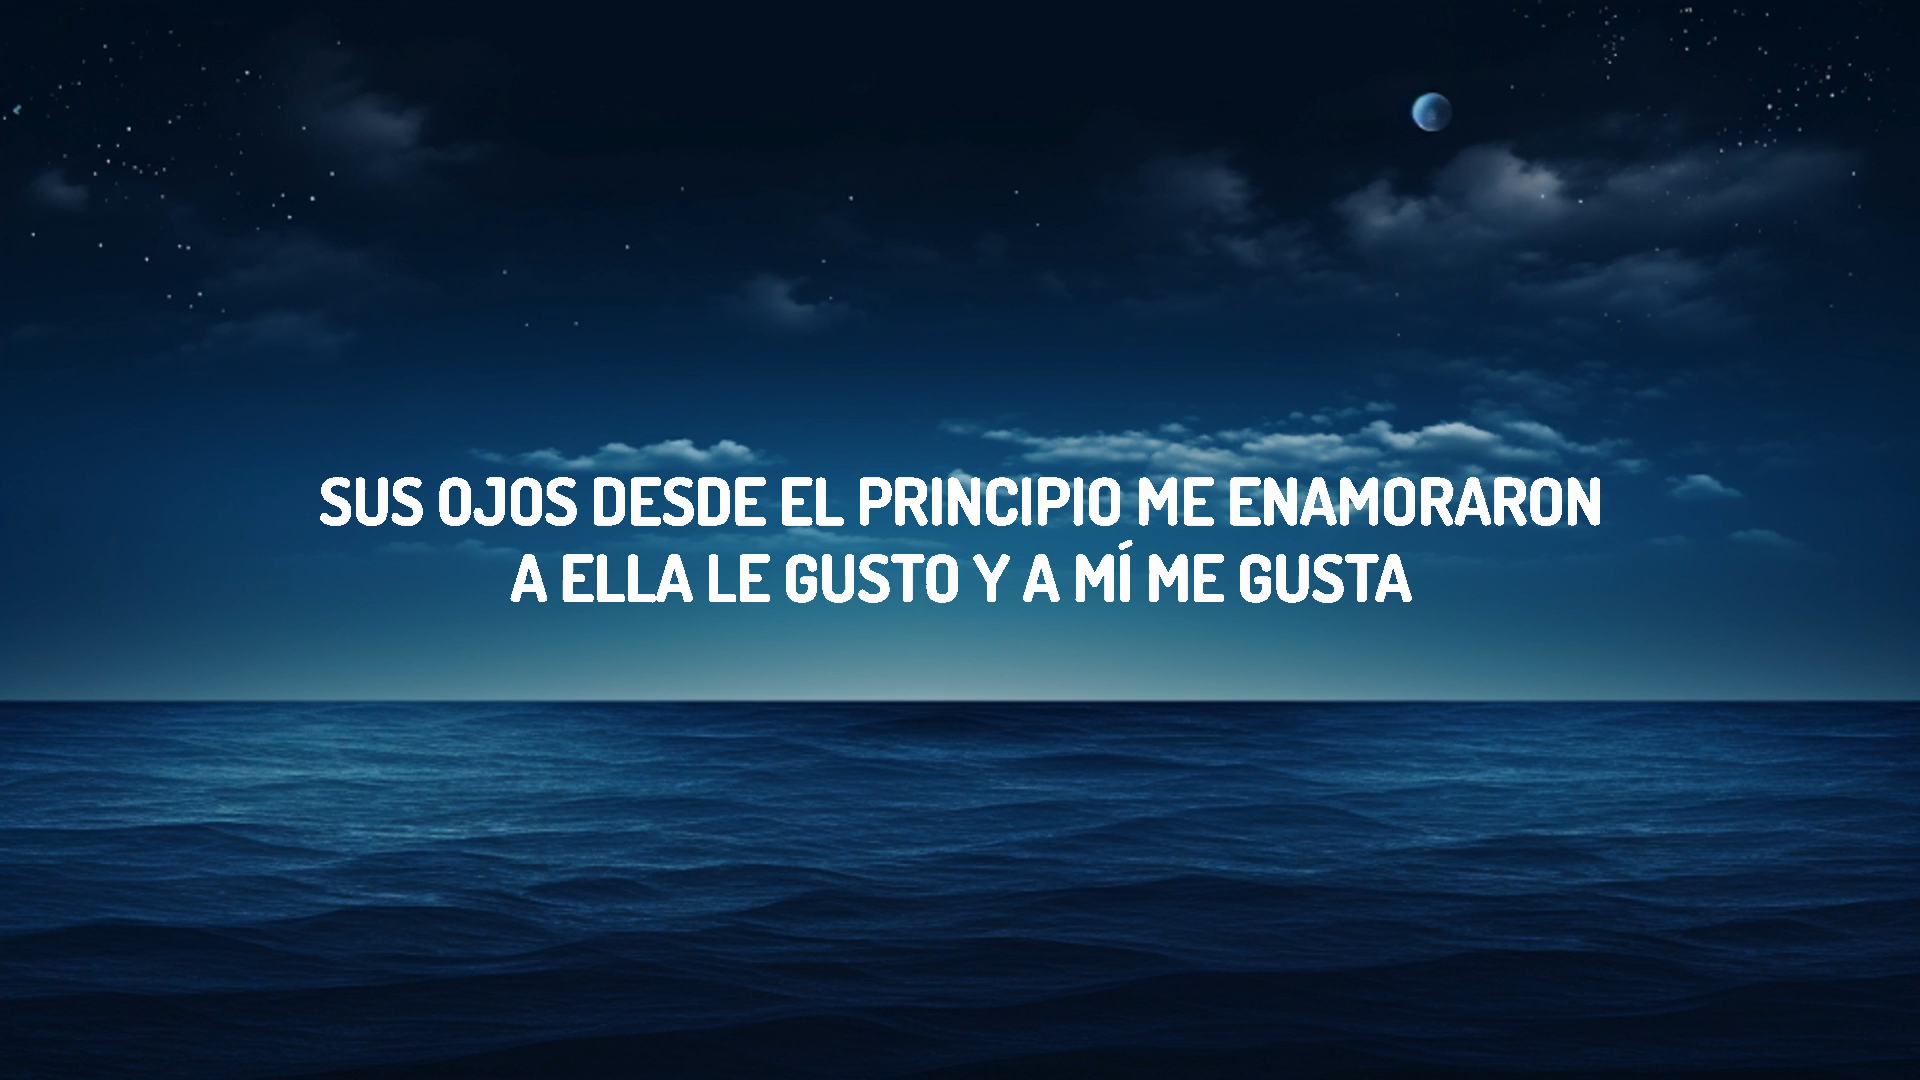 SUS OJOS DESDE EL PRINCIPIO ME ENAMORARON
A ELLA LE GUSTO Y A MÍ ME GUSTA